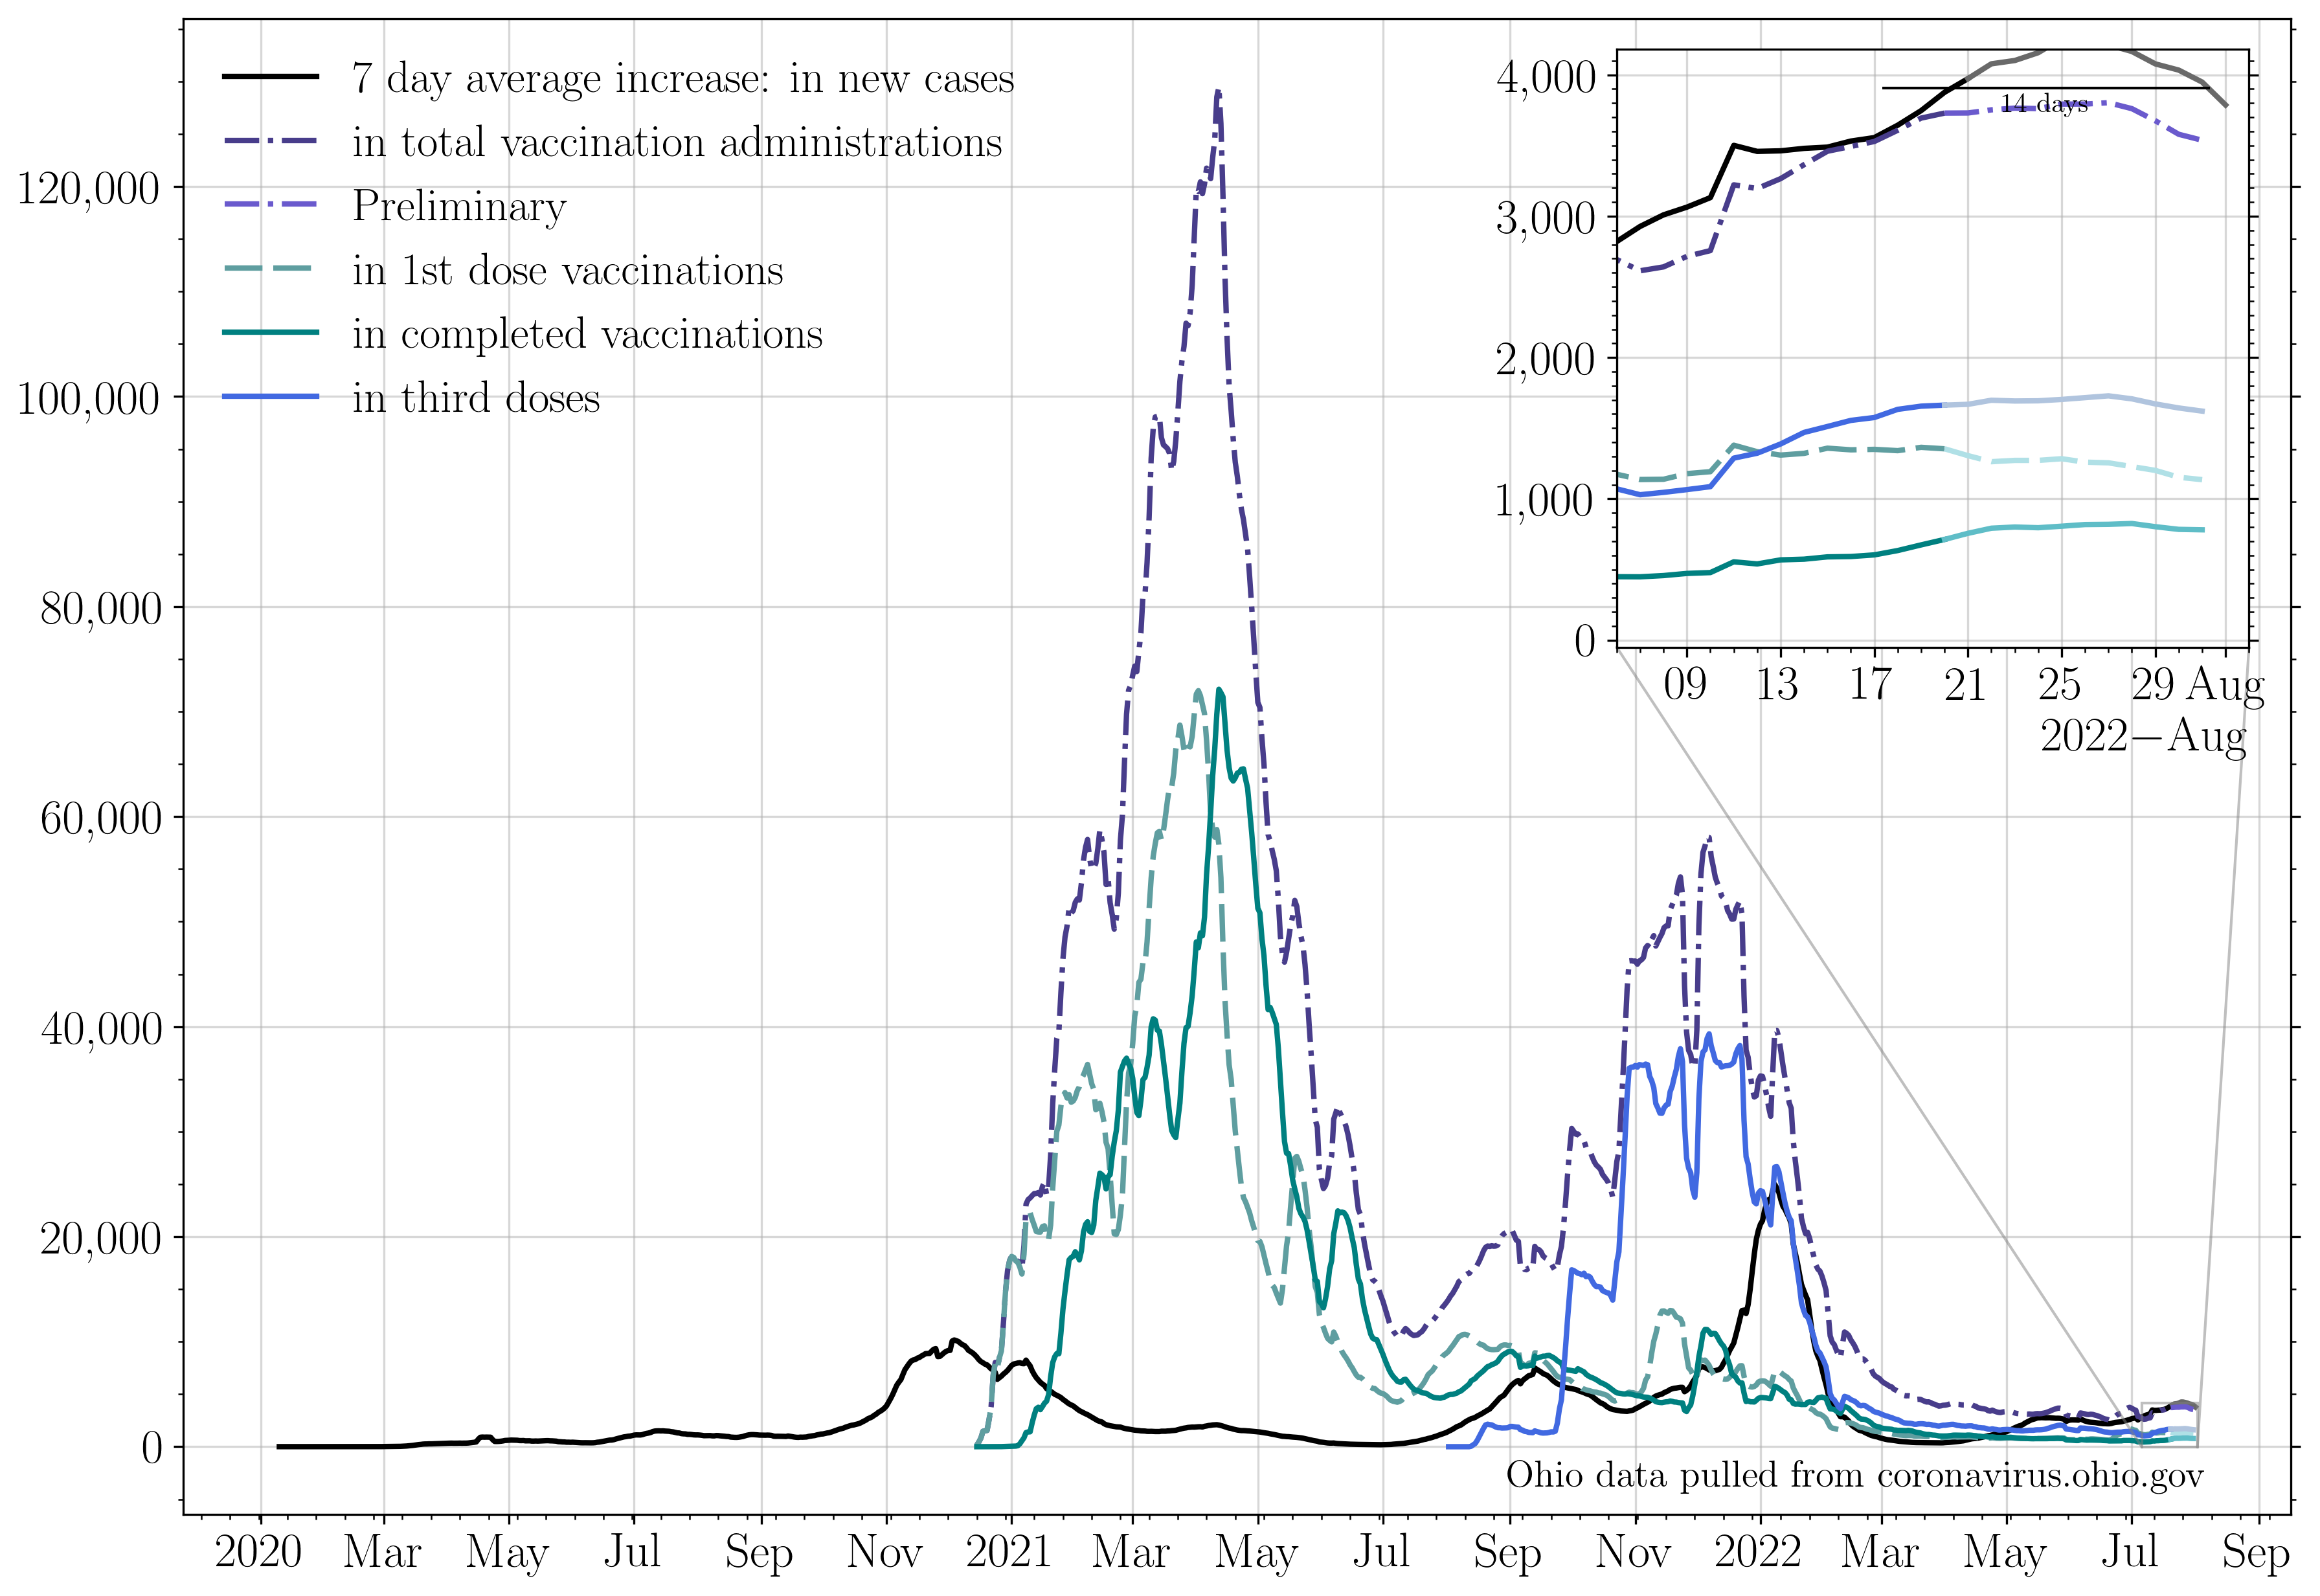 7 day average increase: in new cases
in total vaccination administrations
Preliminary
in 1st dose vaccinations
in completed vaccinations
in third doses
120,000
100,000
80,000
60,000
40,000
20,000
0
4,000
3,000
2,000
1,000
0
14 days
09 13 17 21 25 29 Aug
2022−Aug
Ohio data pulled from coronavirus.ohio.gov
2020 Mar May Jul Sep Nov 2021 Mar May Jul Sep Nov 2022 Mar May Jul Sep